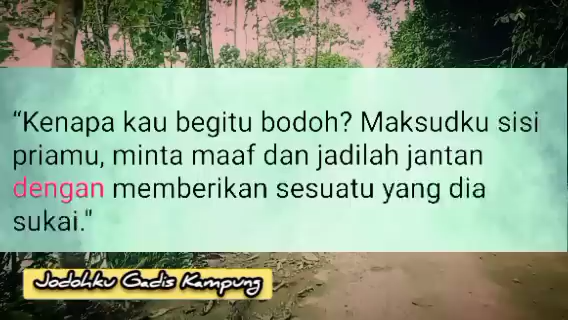 “Kenapa kau begitu bodoh? Maksudku sisi
priamu, minta maaf dan jadilah jantan
dengan memberikan sesuatu yang dia
sukai."
Jodohku Gadis Kampung